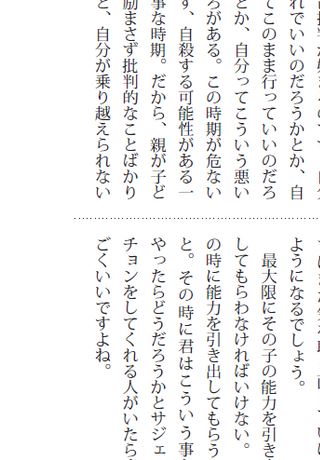 れでいいのだろうかとか、自
てこのまま行っていいのだろ
とか、自分ってこういう悪い
ろがある。この時期が危ない
す、自殺する可能性がある一
事な時期。だから、親が子ど
励まさず批判的なことばかり
と、自分が乗り越えられない
ようになるでしょう。
最大限にその子の能力を引き
してもらわなければいけない。
の時に能力を引き出してもらう
と。その時に君はこういう事を
やったらどうだろうかとサジェ
チョンをしてくれる人がいたら
ごくいいですよね。